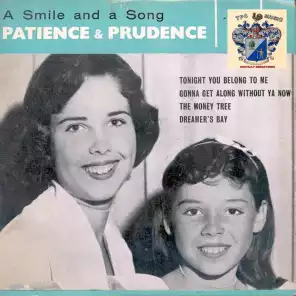 A Smile and a Song
PATIENCE & PRUDENCE
TONIGHT YOU BELONG TO ME
GONNA GET ALONG WITHOUT YA NOW
THE MONEY TREE
DREAMER'S BAY